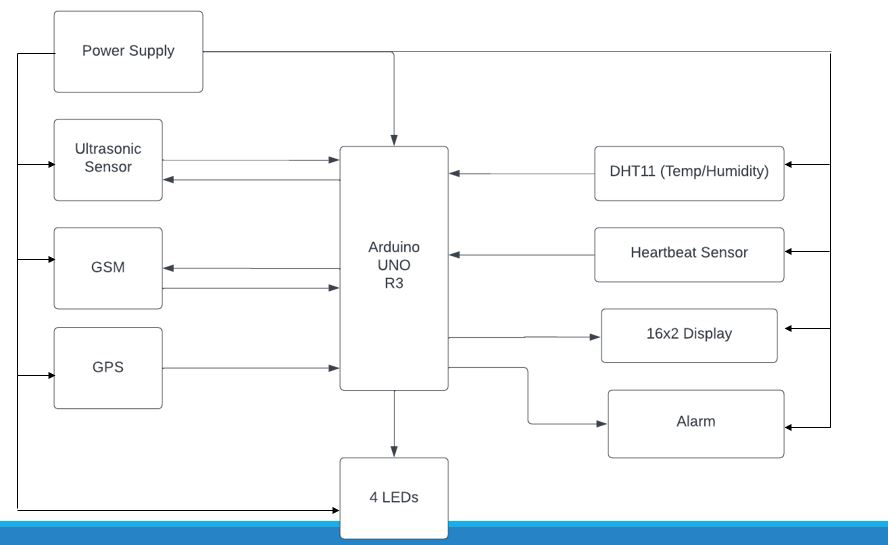 Power Supply
Ultrasonic
Sensor
DHT11 (Temp/Humidity)
Arduino
UNO
R3
GSM
Heartbeat Sensor
16x2 Display
GPS
Alarm
4 LEDs